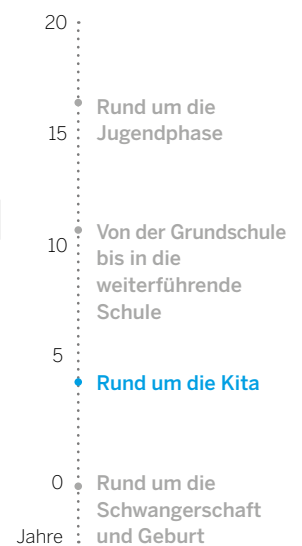 20
Rund um die
15 Jugendphase
10 Von der Grundschule
bis in die
weiterführende
Schule
5
Rund um die Kita
0 Rund um die
Schwangerschaft
Jahre und Geburt